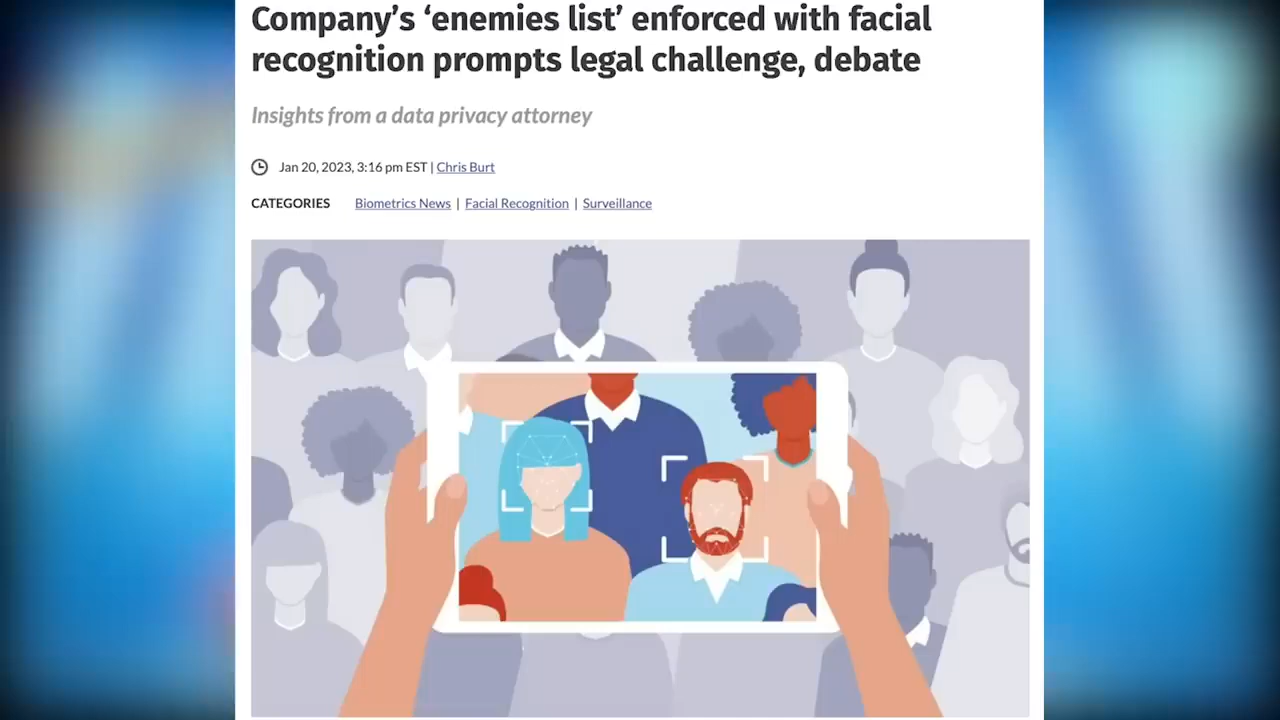 Company’s ‘enemies list’ enforced with facial
recognition prompts legal challenge, debate
Insights from a data privacy attorney
Jan 20, 2023, 3:16 pm EST | Chris Burt
CATEGORIES Biometrics News | Facial Recognition | Surveillance